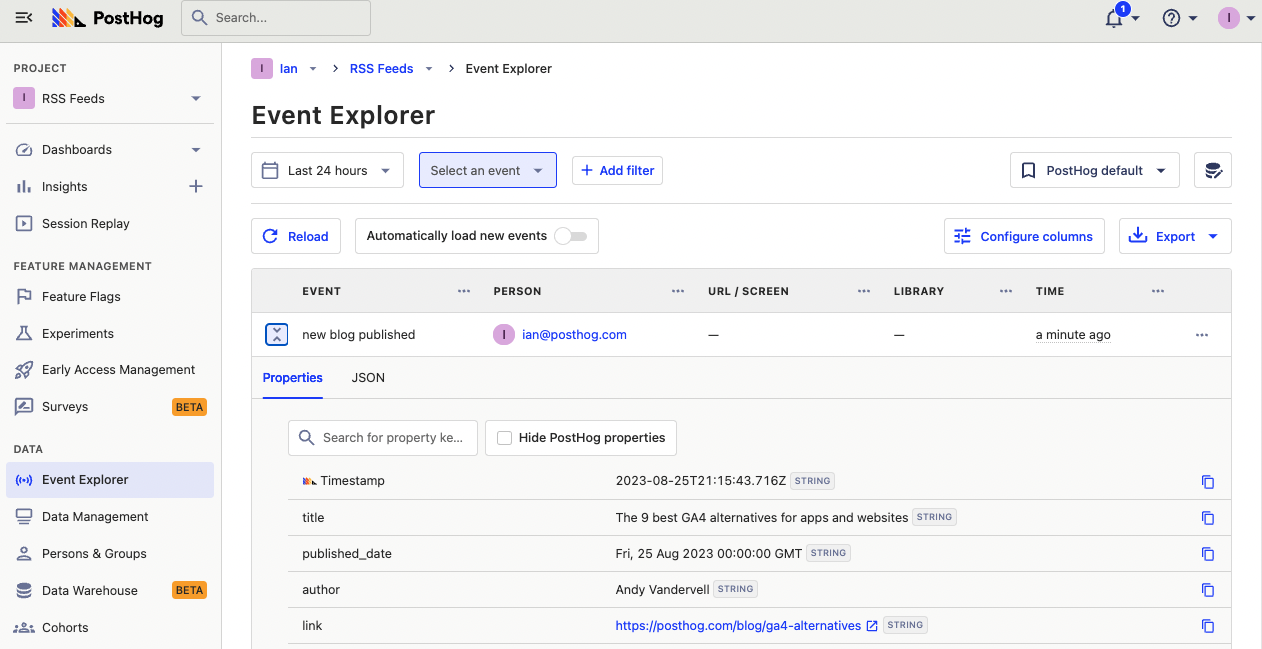 PostHog
Search...
1
I
PROJECT
I RSS Feeds
Dashboards
Insights
Session Replay
FEATURE MANAGEMENT
Feature Flags
Experiments
Early Access Management
Surveys BETA
DATA
Event Explorer
Data Management
Persons & Groups
Data Warehouse BETA
Cohorts
I Ian RSS Feeds Event Explorer
Event Explorer
Last 24 hours Select an event Add filter PostHog default
Reload Automatically load new events Configure columns Export
EVENT PERSON URL / SCREEN LIBRARY TIME
new blog published I ian@posthog.com — — a minute ago
Properties JSON
Search for property ke... Hide PostHog properties
Timestamp 2023-08-25T21:15:43.716Z STRING
title The 9 best GA4 alternatives for apps and websites STRING
published_date Fri, 25 Aug 2023 00:00:00 GMT STRING
author Andy Vandervell STRING
link https://posthog.com/blog/ga4-alternatives STRING